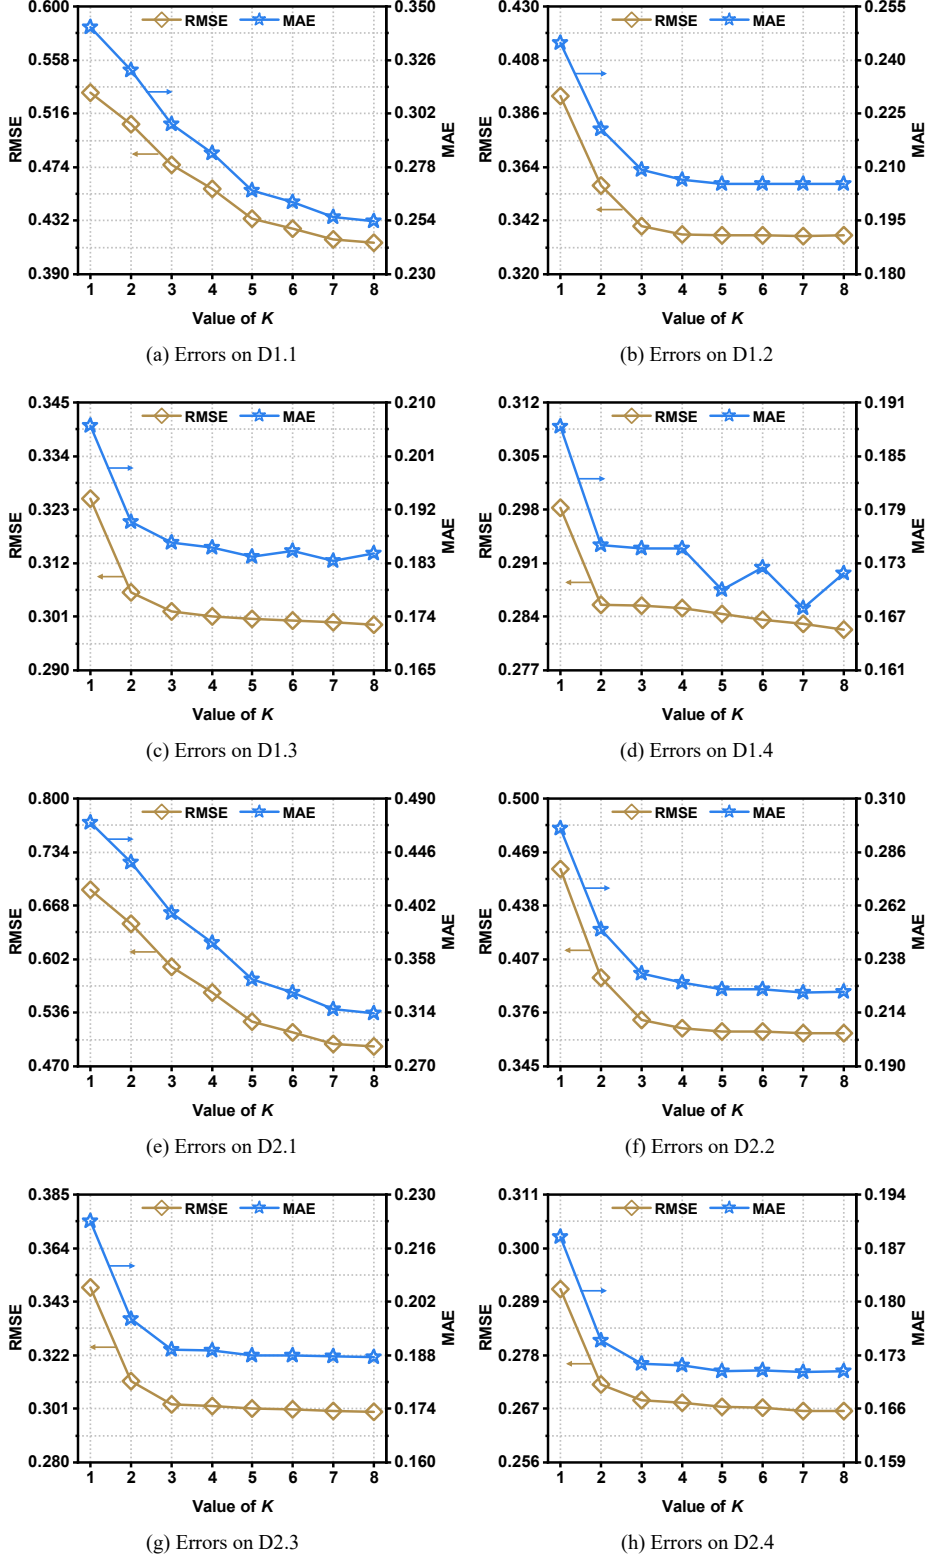 RMSE MAE
0.600
0.558
0.516
0.474
0.432
0.390
RMSE
0.350
0.326
0.302
0.278
0.254
0.230
MAE
1 2 3 4 5 6 7 8
Value of K
(a) Errors on D1.1
RMSE MAE
0.430
0.408
0.386
0.364
0.342
0.320
RMSE
0.255
0.240
0.225
0.210
0.195
0.180
MAE
1 2 3 4 5 6 7 8
Value of K
(b) Errors on D1.2
RMSE MAE
0.345
0.334
0.323
0.312
0.301
0.290
RMSE
0.210
0.201
0.192
0.183
0.174
0.165
MAE
1 2 3 4 5 6 7 8
Value of K
(c) Errors on D1.3
RMSE MAE
0.312
0.305
0.298
0.291
0.284
0.277
RMSE
0.191
0.185
0.179
0.173
0.167
0.161
MAE
1 2 3 4 5 6 7 8
Value of K
(d) Errors on D1.4
RMSE MAE
0.800
0.734
0.668
0.602
0.536
0.470
RMSE
0.490
0.446
0.402
0.358
0.314
0.270
MAE
1 2 3 4 5 6 7 8
Value of K
(e) Errors on D2.1
RMSE MAE
0.500
0.469
0.438
0.407
0.376
0.345
RMSE
0.310
0.286
0.262
0.238
0.214
0.190
MAE
1 2 3 4 5 6 7 8
Value of K
(f) Errors on D2.2
RMSE MAE
0.385
0.364
0.343
0.322
0.301
0.280
RMSE
0.230
0.216
0.202
0.188
0.174
0.160
MAE
1 2 3 4 5 6 7 8
Value of K
(g) Errors on D2.3
RMSE MAE
0.311
0.300
0.289
0.278
0.267
0.256
RMSE
0.194
0.187
0.180
0.173
0.166
0.159
MAE
1 2 3 4 5 6 7 8
Value of K
(h) Errors on D2.4